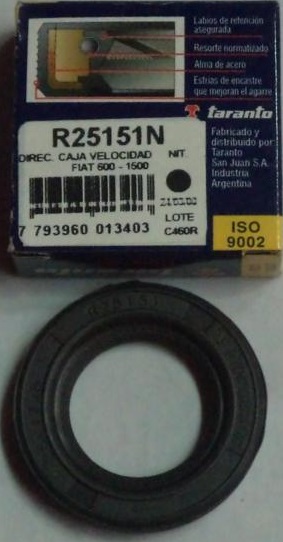 Labios de retención
asegurada
Resorte normalizado
Alma de acero
Estrías de encastre
que mejoran el agarre
taranto
R25151N
DIREC. CAJA VELOCIDAD NIT
FIAT 600 - 1500
Fabricado y
distribuido por:
Taranto
San Juan S.A.
Industria
Argentina
LOTE
7 793960 013403 C460R
ISO
9002